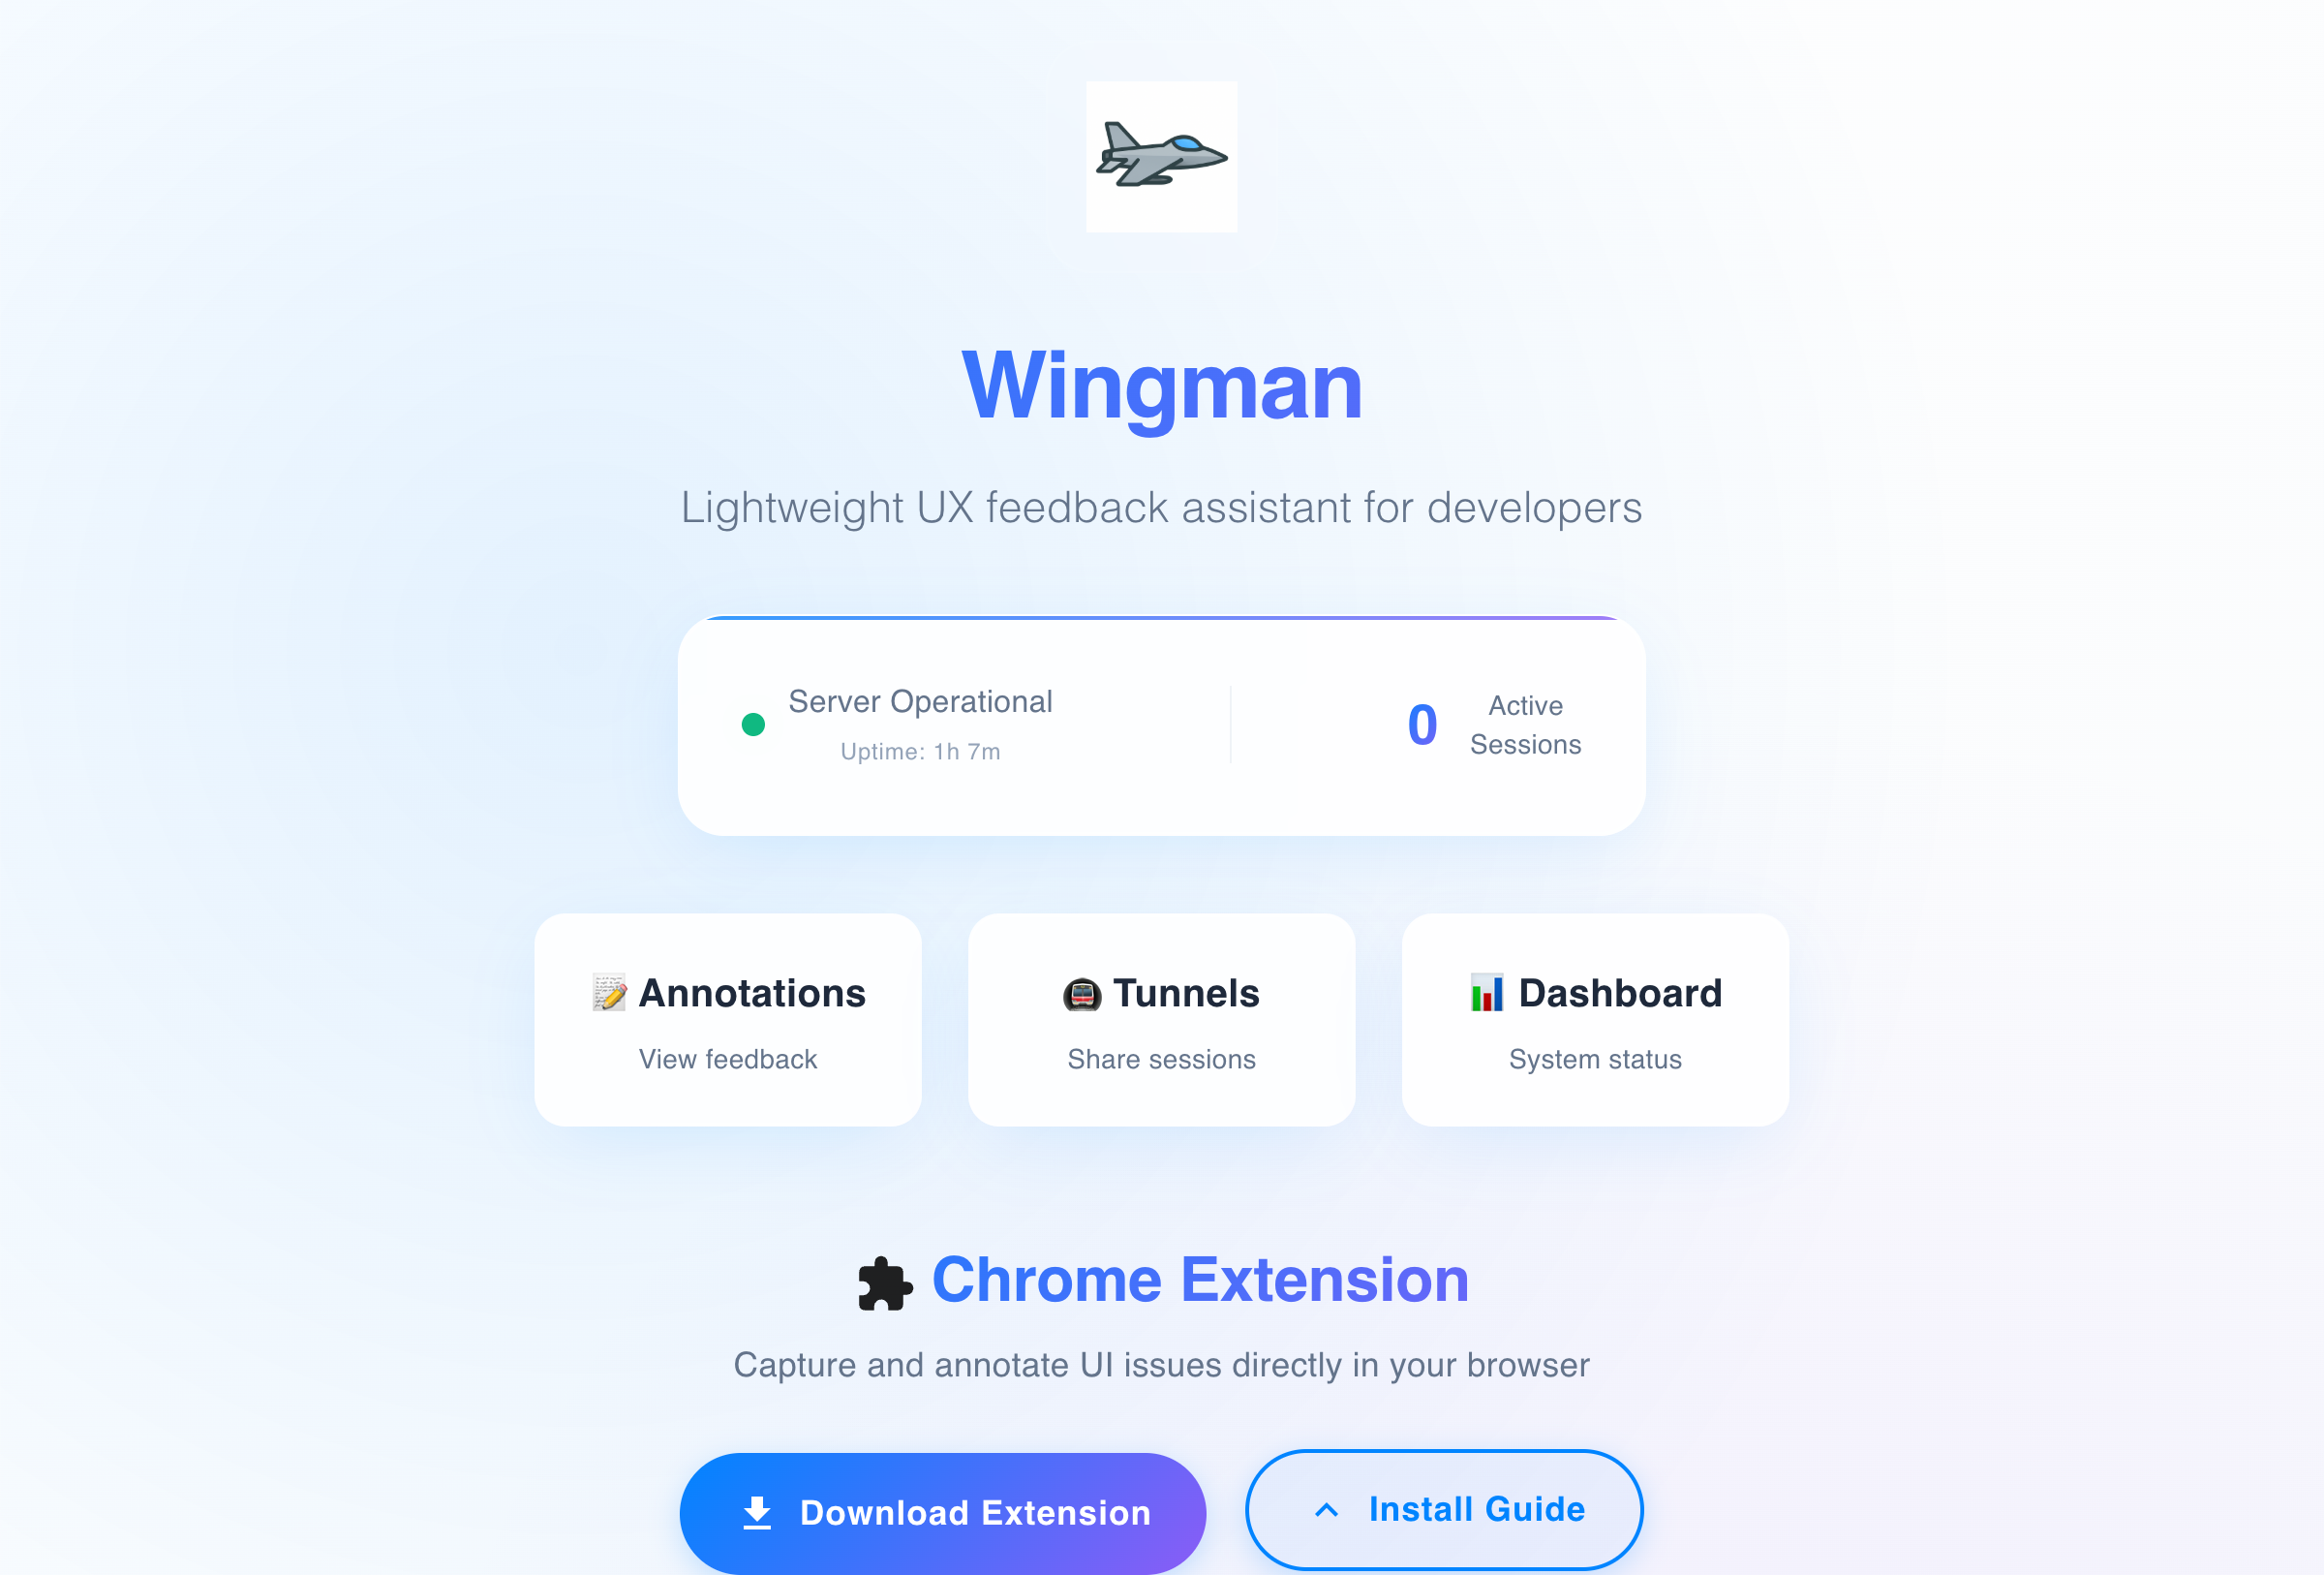 Wingman
Lightweight UX feedback assistant for developers
Server Operational
Uptime: 1h 7m
0
Active
Sessions
Annotations
View feedback
Tunnels
Share sessions
Dashboard
System status
Chrome Extension
Capture and annotate UI issues directly in your browser
Download Extension
Install Guide